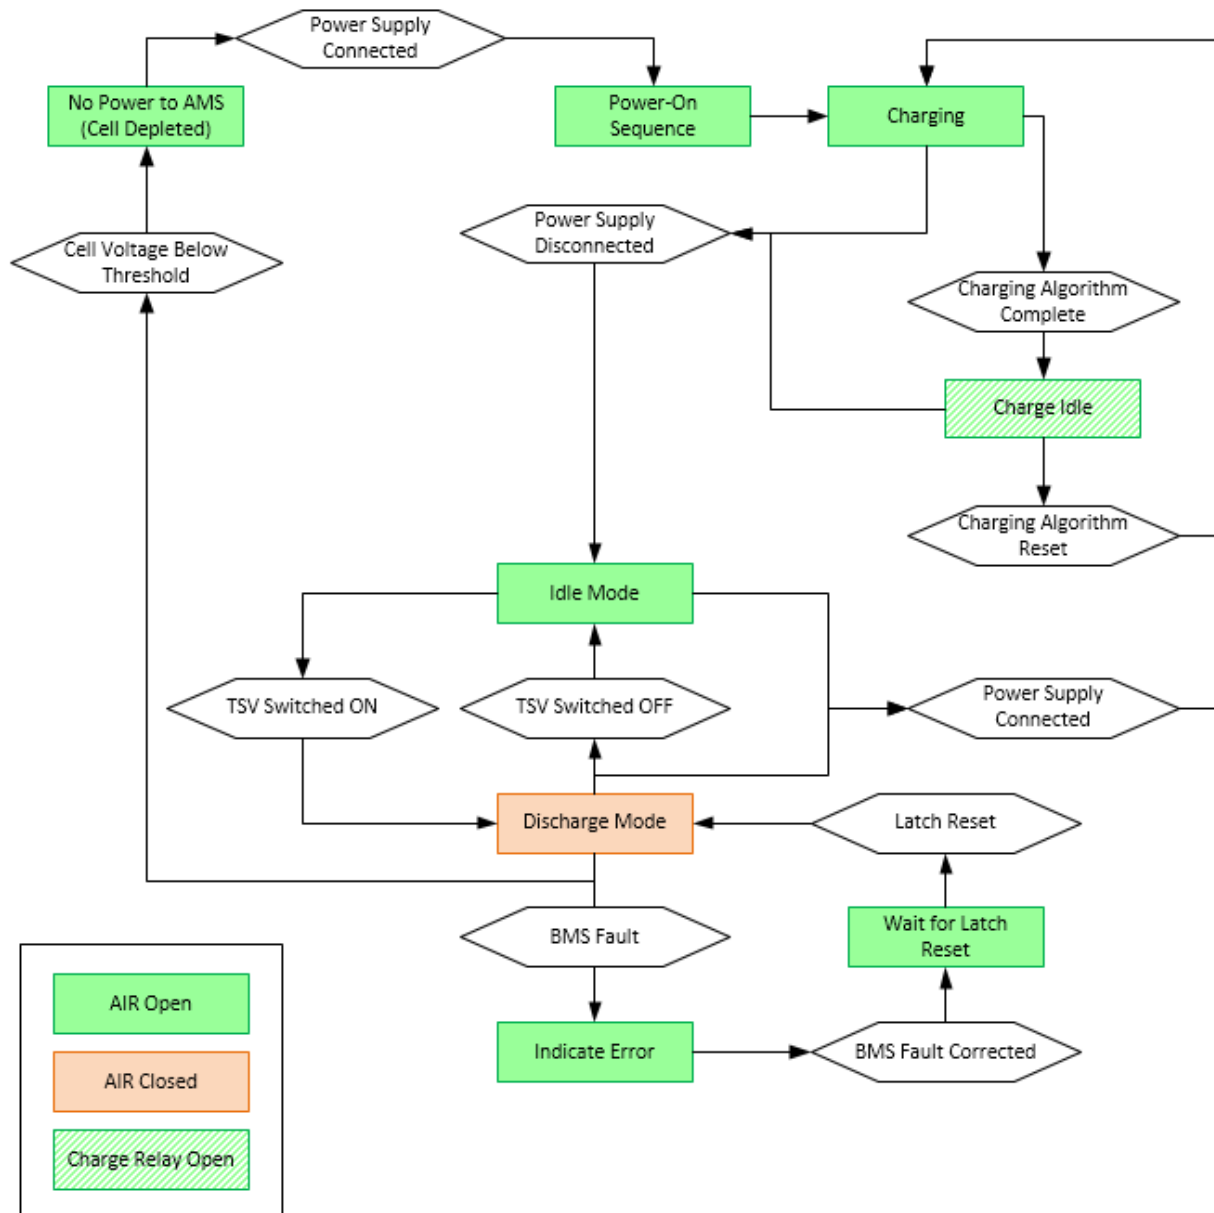 Power Supply
Connected
No Power to AMS
(Cell Depleted)
Power-On
Sequence
Charging
Power Supply
Disconnected
Cell Voltage Below
Threshold
Charging Algorithm
Complete
Charge Idle
Charging Algorithm
Reset
Idle Mode
TSV Switched ON
TSV Switched OFF
Power Supply
Connected
Discharge Mode
Latch Reset
BMS Fault
Wait for Latch
Reset
Indicate Error
BMS Fault Corrected
AIR Open
AIR Closed
Charge Relay Open